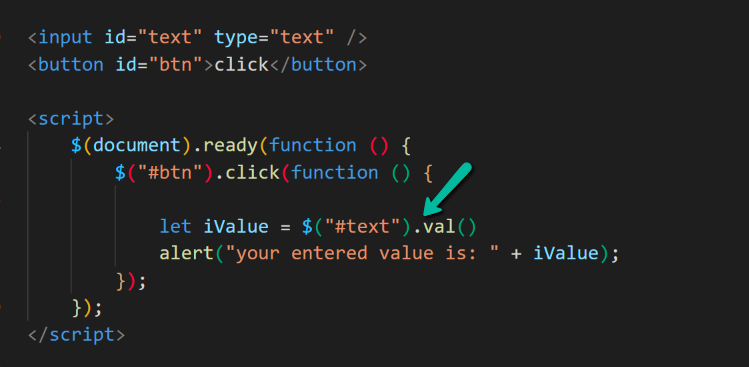 <input id="text" type="text" />
<button id="btn">click</button>
<script>
$(document).ready(function () {
$("#btn").click(function () {
let iValue = $("#text").val()
alert("your entered value is: " + iValue);
});
});
</script>